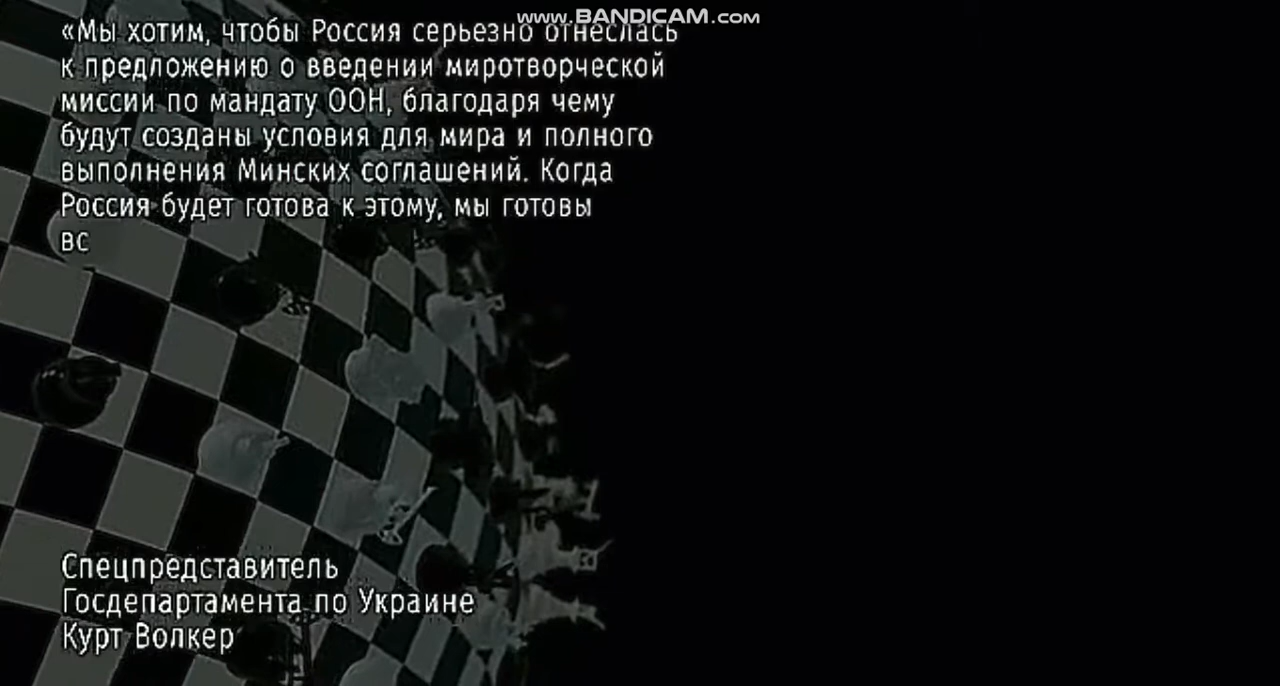 www.BANDICAM.com
«Мы хотим, чтобы Россия серьезно отнеслась
к предложению о введении миротворческой
миссии по мандату ООН, благодаря чему
будут созданы условия для мира и полного
выполнения Минских соглашений. Когда
Россия будет готова к этому, мы готовы
вс
Спецпредставитель
Госдепартамента по Украине
Курт Волкер